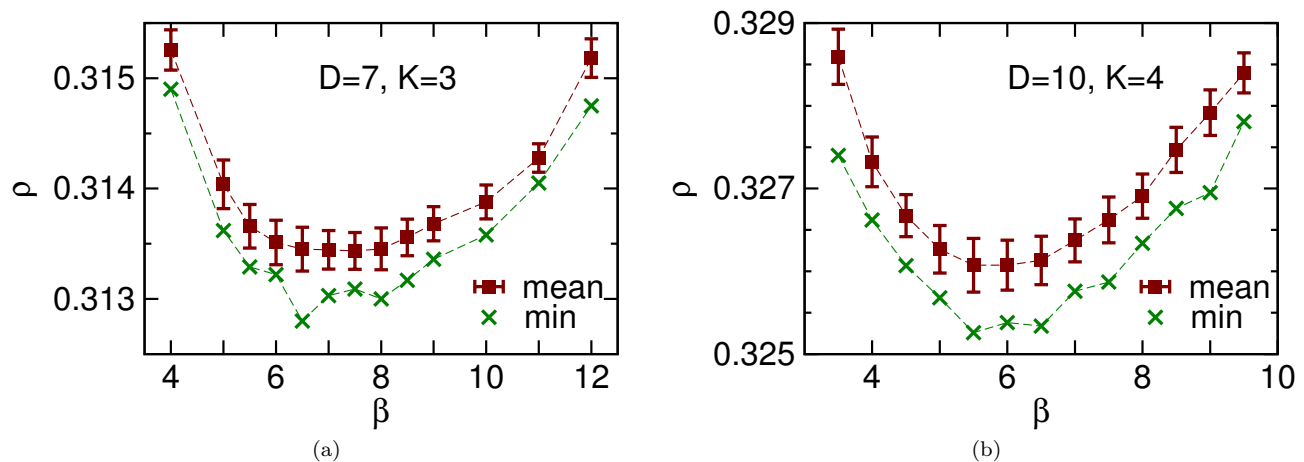 D=7, K=3
ρ
0.315
0.314
0.313
mean
min
4 6 8 10 12
β
(a)
D=10, K=4
ρ
0.329
0.327
0.325
mean
min
4 6 8 10
β
(b)